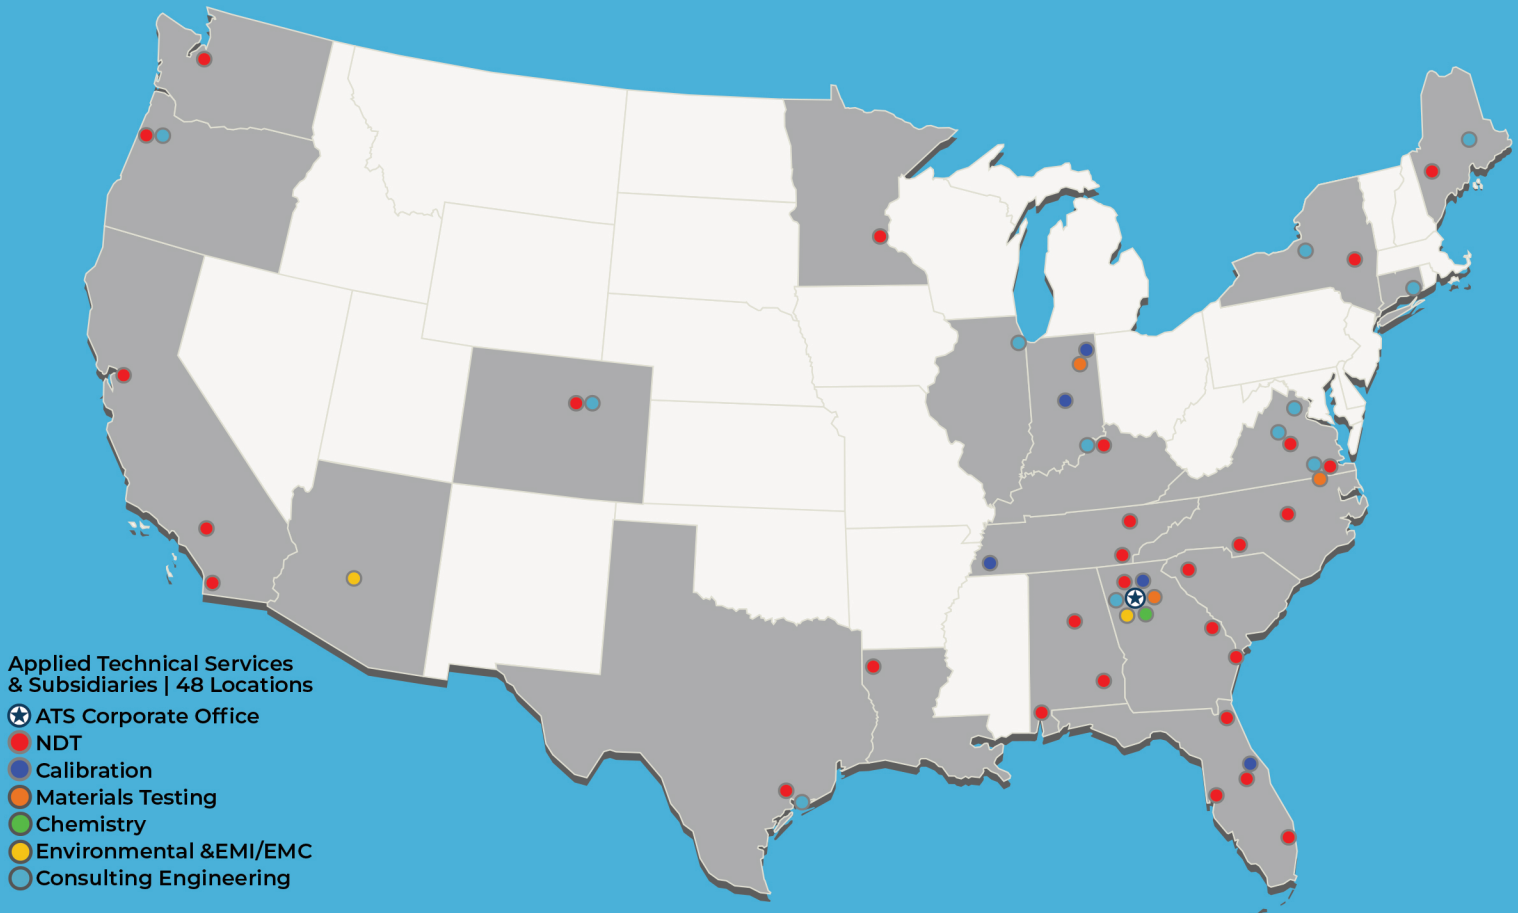 Applied Technical Services
& Subsidiaries | 48 Locations
ATS Corporate Office
NDT
Calibration
Materials Testing
Chemistry
Environmental &EMI/EMC
Consulting Engineering